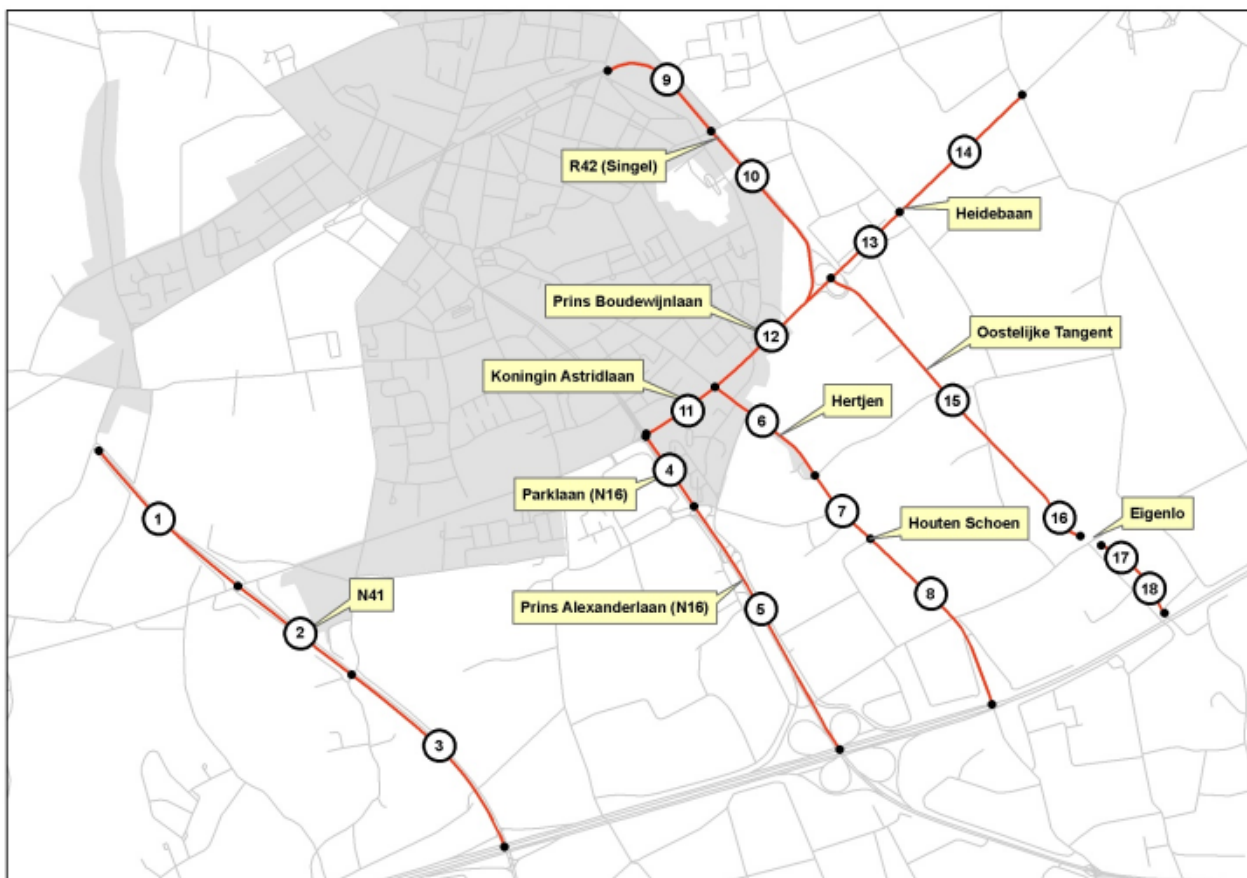 9
R42 (Singel)
10
14
Heidebaan
13
Prins Boudewijnlaan
12
Oostelijke Tangent
Koningin Astridlaan
11
6
Hertjen
15
4
Parklaan (N16)
7
1
16
Eigenlo
Houten Schoen
17
18
N41
2
Prins Alexanderlaan (N16)
5
8
3